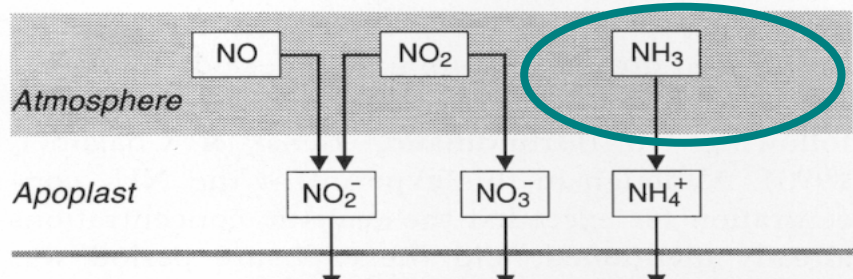 NO NO₂ NH₃
Atmosphere
Apoplast NO₂⁻ NO₃⁻ NH₄⁺